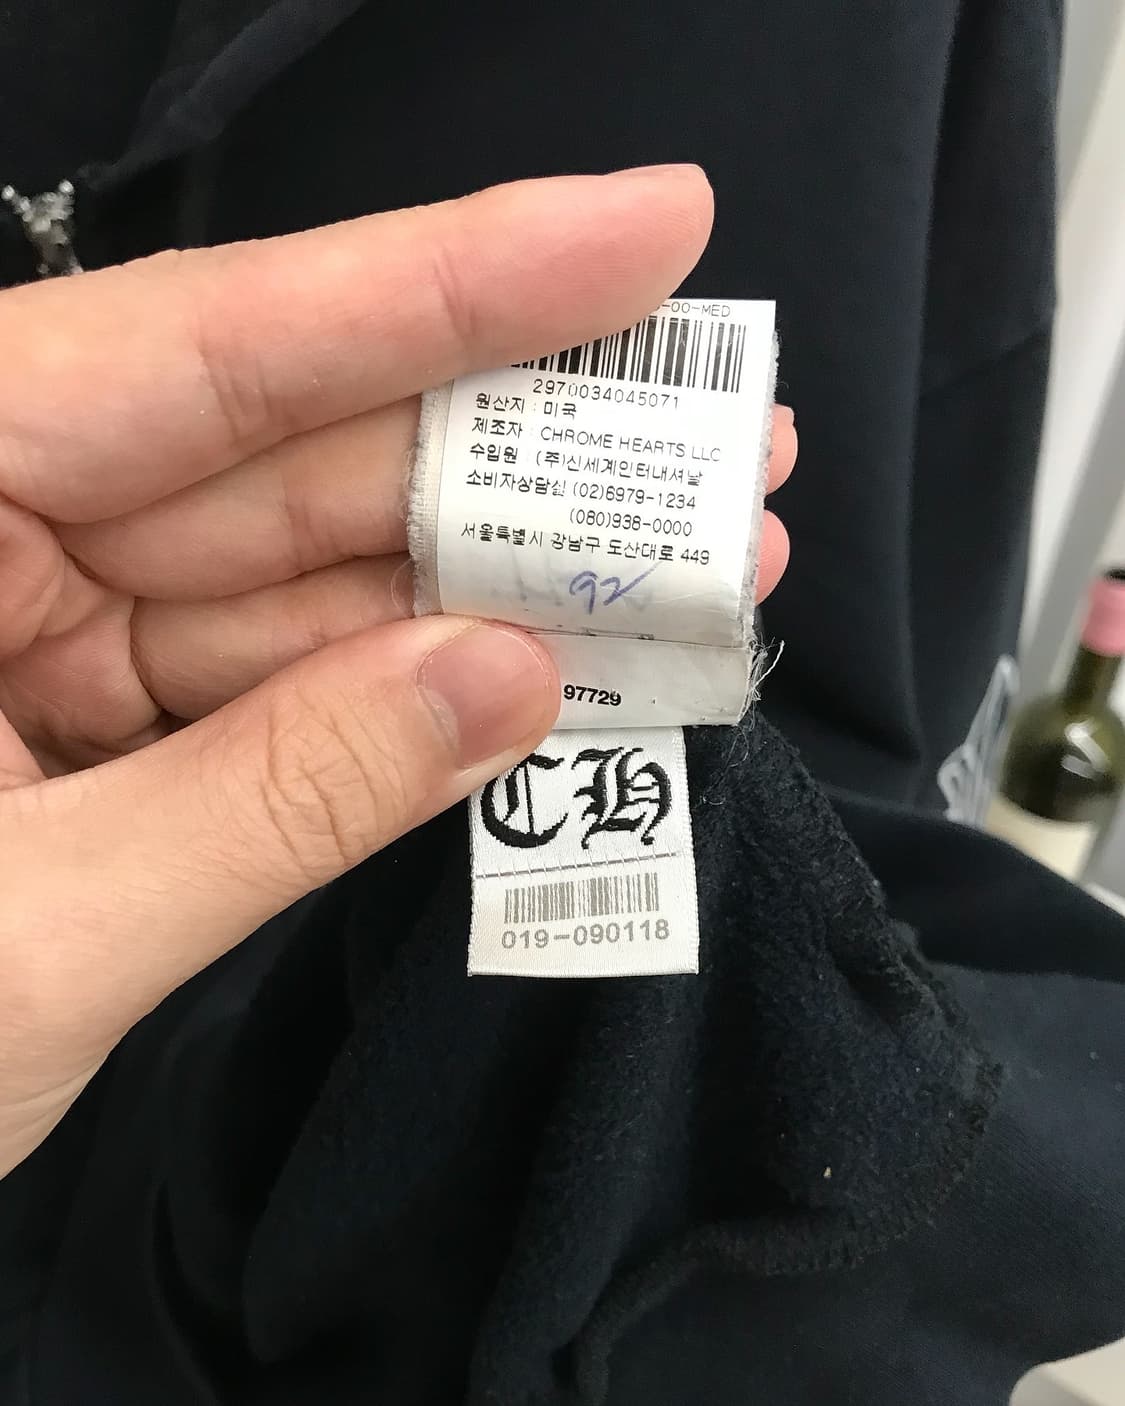 -00-MED
2970034045071
원산지 : 미국
제조자 : CHROME HEARTS LLC
수입원 : (주)신세계인터내셔날
소비자상담실 (02)6979-1234
(080)938-0000
서울특별시 강남구 도산대로 449
92
97729
CH
019-090118